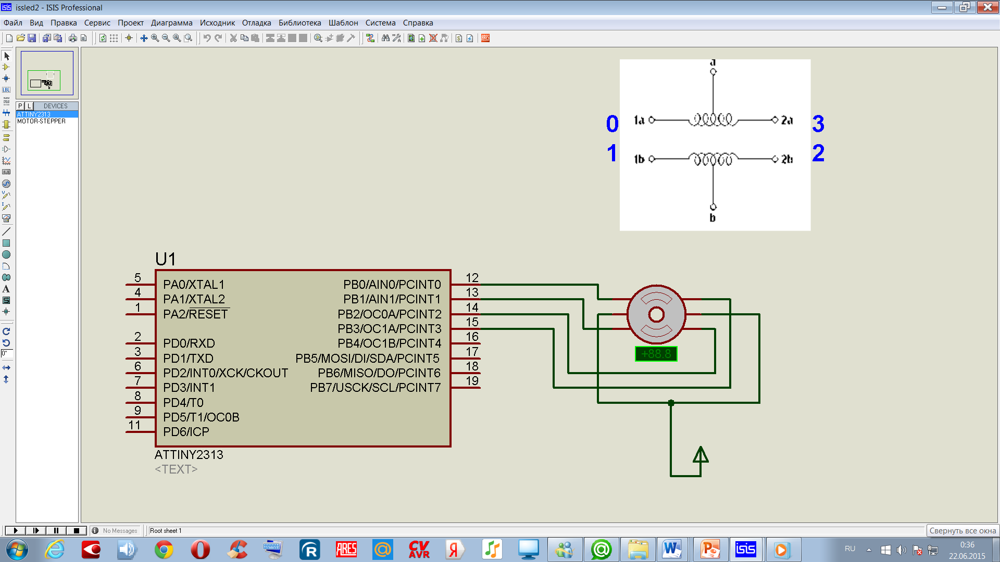 issled2 - ISIS Professional
Файл Вид Правка Сервис Проект Диаграмма Исходник Отладка Библиотека Шаблон Система Справка
P L DEVICES
ATTINY2313
MOTOR-STEPPER
LBL
A
S
0°
ARES
a
0 1a 2a 3
1 1b 2b 2
b
U1
5 PA0/XTAL1 PB0/AIN0/PCINT0 12
4 PA1/XTAL2 PB1/AIN1/PCINT1 13
1 PA2/RESET PB2/OC0A/PCINT2 14
PB3/OC1A/PCINT3 15
2 PD0/RXD PB4/OC1B/PCINT4 16
3 PD1/TXD PB5/MOSI/DI/SDA/PCINT5 17
6 PD2/INT0/XCK/CKOUT PB6/MISO/DO/PCINT6 18
7 PD3/INT1 PB7/USCK/SCL/PCINT7 19
8 PD4/T0
9 PD5/T1/OC0B
11 PD6/ICP
+88.8
ATTINY2313
<TEXT>
No Messages
Root sheet 1
Свернуть все окна
ARES
CV
AVR
Я
isis
RU
0:36
22.06.2015